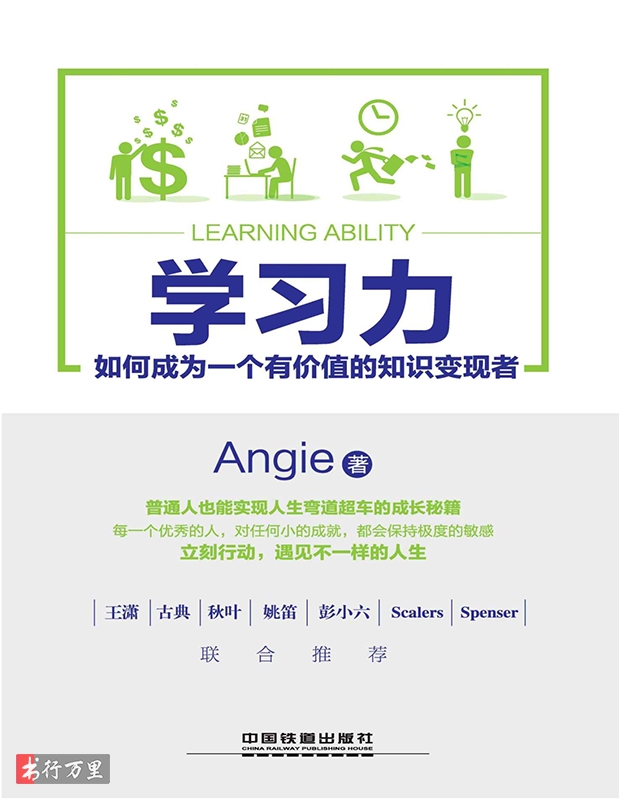 LEARNING ABILITY
学习力
如何成为一个有价值的知识变现者
Angie 著
普通人也能实现人生弯道超车的成长秘籍
每一个优秀的人，对任何小的成就，都会保持极度的敏感
立刻行动，遇见不一样的人生
王潇 古典 秋叶 姚笛 彭小六 Scalers Spenser
联合推荐
中国铁道出版社
CHINA RAILWAY PUBLISHING HOUSE
书行万里